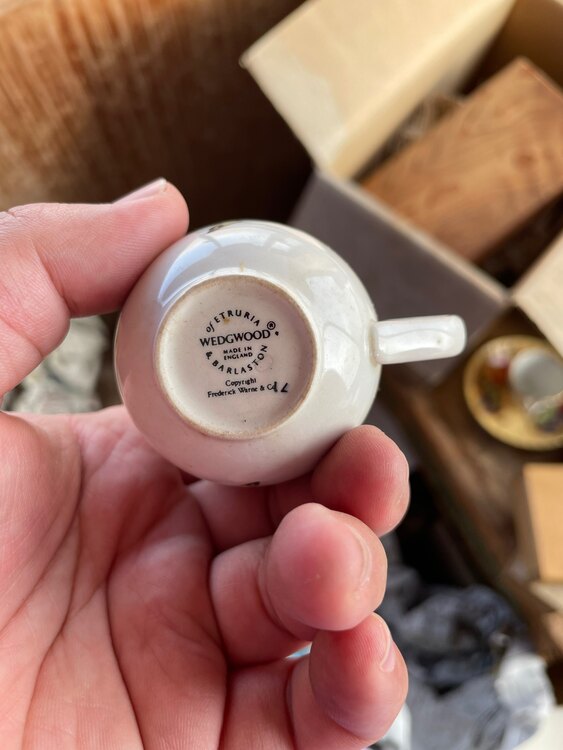 of ETRURIA
WEDGWOOD®
MADE IN
ENGLAND
& BARLASTON
Copyright
Frederick Warne & Co